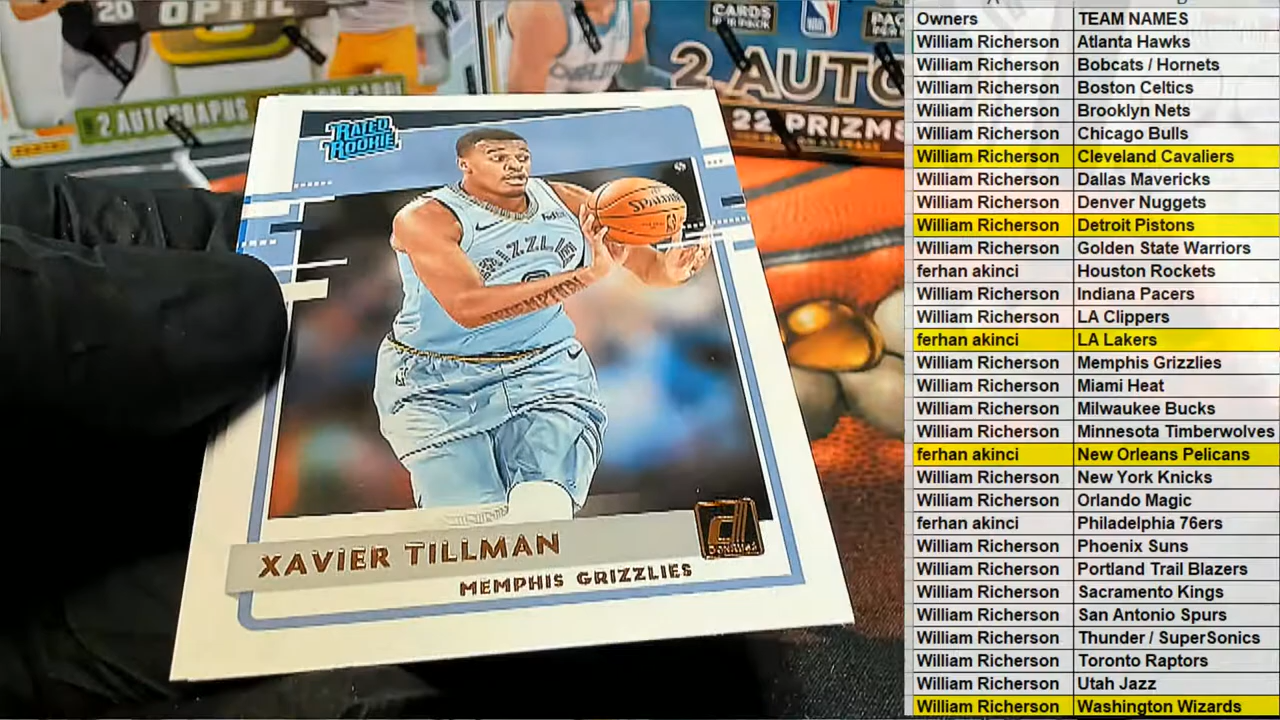 20
OPTIC
2 AUTOGRAPHS
CARDS
2 AUTO
22 PRIZMS
RATED
ROOKIE
SPALDING
FedEx
GRIZZLIE
REDEMPTION
XAVIER TILLMAN
DONRUSS
MEMPHIS GRIZZLIES
Owners TEAM NAMES
William Richerson Atlanta Hawks
William Richerson Bobcats / Hornets
William Richerson Boston Celtics
William Richerson Brooklyn Nets
William Richerson Chicago Bulls
William Richerson Cleveland Cavaliers
William Richerson Dallas Mavericks
William Richerson Denver Nuggets
William Richerson Detroit Pistons
William Richerson Golden State Warriors
ferhan akinci Houston Rockets
William Richerson Indiana Pacers
William Richerson LA Clippers
ferhan akinci LA Lakers
William Richerson Memphis Grizzlies
William Richerson Miami Heat
William Richerson Milwaukee Bucks
William Richerson Minnesota Timberwolves
ferhan akinci New Orleans Pelicans
William Richerson New York Knicks
William Richerson Orlando Magic
ferhan akinci Philadelphia 76ers
William Richerson Phoenix Suns
William Richerson Portland Trail Blazers
William Richerson Sacramento Kings
William Richerson San Antonio Spurs
William Richerson Thunder / SuperSonics
William Richerson Toronto Raptors
William Richerson Utah Jazz
William Richerson Washington Wizards